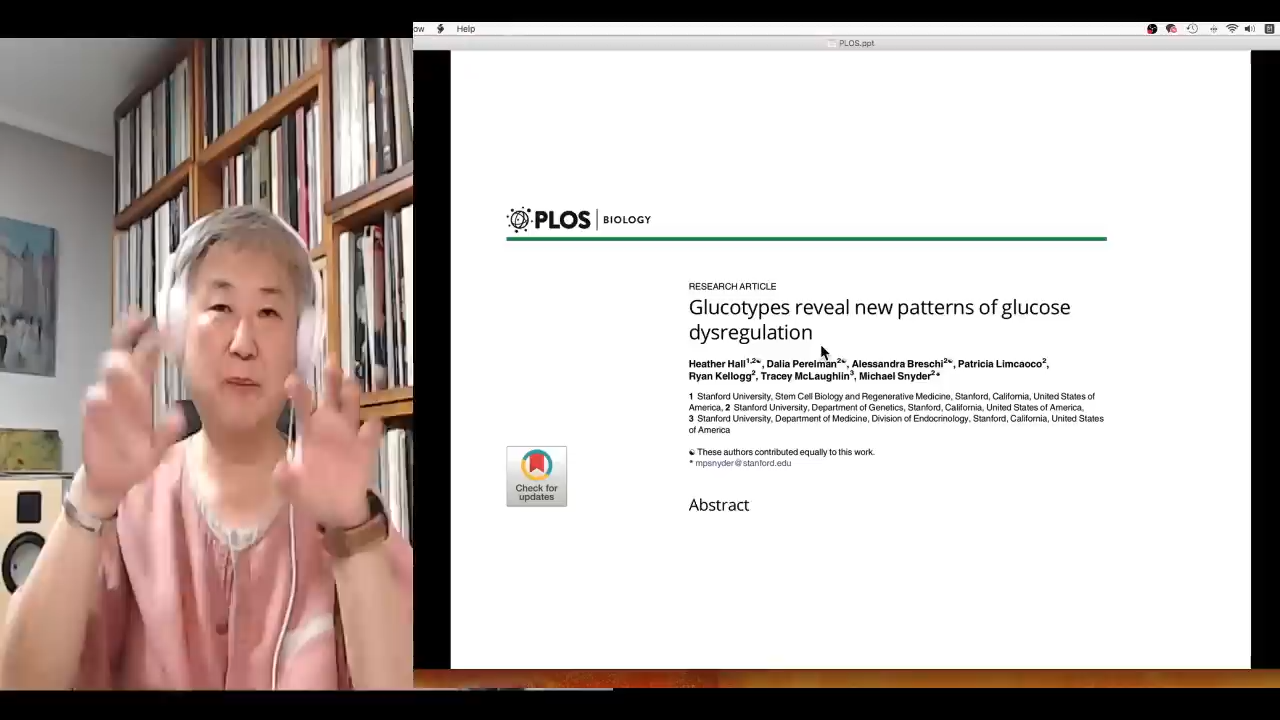 ow Help
PLOS.ppt
PLOS BIOLOGY
RESEARCH ARTICLE
Glucotypes reveal new patterns of glucose
dysregulation
Heather Hall1,2☯, Dalia Perelman2☯, Alessandra Breschi2☯, Patricia Limcaoco2,
Ryan Kellogg2, Tracey McLaughlin3, Michael Snyder2*
1 Stanford University, Stem Cell Biology and Regenerative Medicine, Stanford, California, United States of
America, 2 Stanford University, Department of Genetics, Stanford, California, United States of America,
3 Stanford University, Department of Medicine, Division of Endocrinology, Stanford, California, United States
of America
☯ These authors contributed equally to this work.
* mpsnyder@stanford.edu
Check for
updates
Abstract